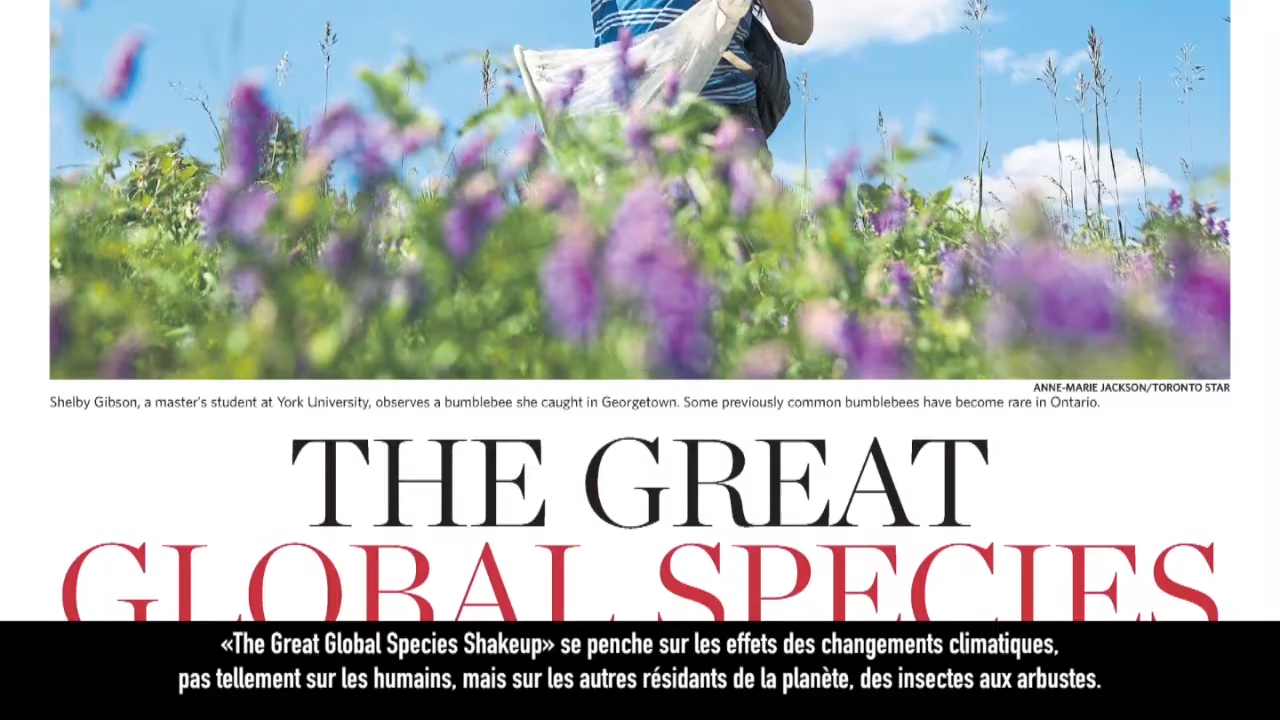 ANNE-MARIE JACKSON/TORONTO STAR
Shelby Gibson, a master's student at York University, observes a bumblebee she caught in Georgetown. Some previously common bumblebees have become rare in Ontario.
THE GREAT
GLOBAL SPECIES
«The Great Global Species Shakeup» se penche sur les effets des changements climatiques,
pas tellement sur les humains, mais sur les autres résidants de la planète, des insectes aux arbustes.